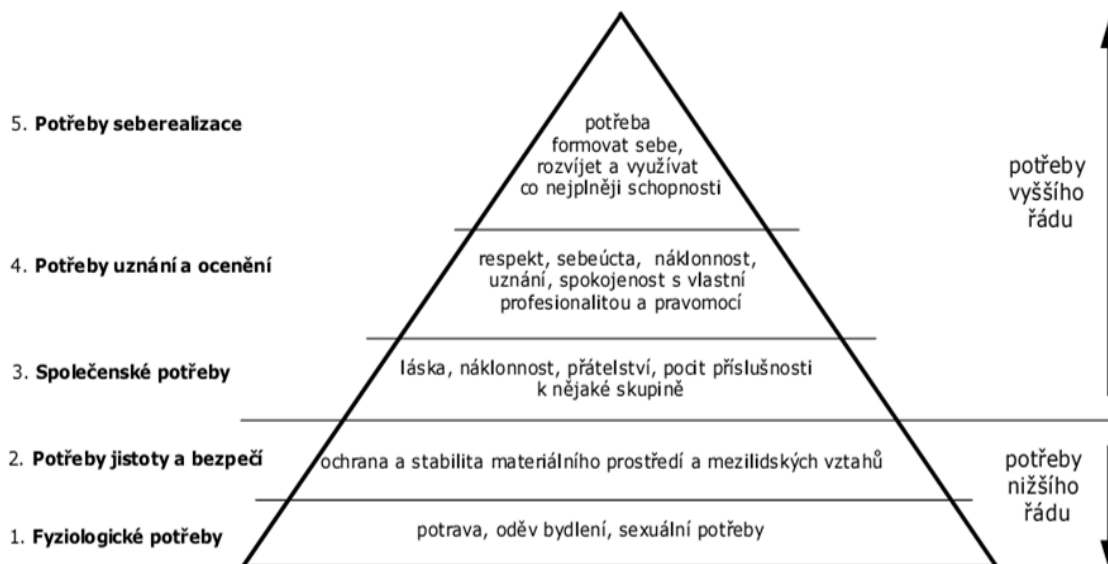 5. Potřeby seberealizace
potřeba
formovat sebe,
rozvíjet a využívat
co nejplněji schopnosti
potřeby
vyššího
řádu
4. Potřeby uznání a ocenění
respekt, sebeúcta, náklonnost,
uznání, spokojenost s vlastní
profesionalitou a pravomocí
3. Společenské potřeby
láska, náklonnost, přátelství, pocit příslušnosti
k nějaké skupině
2. Potřeby jistoty a bezpečí
ochrana a stabilita materiálního prostředí a mezilidských vztahů
potřeby
nižšího
řádu
1. Fyziologické potřeby
potrava, oděv bydlení, sexuální potřeby